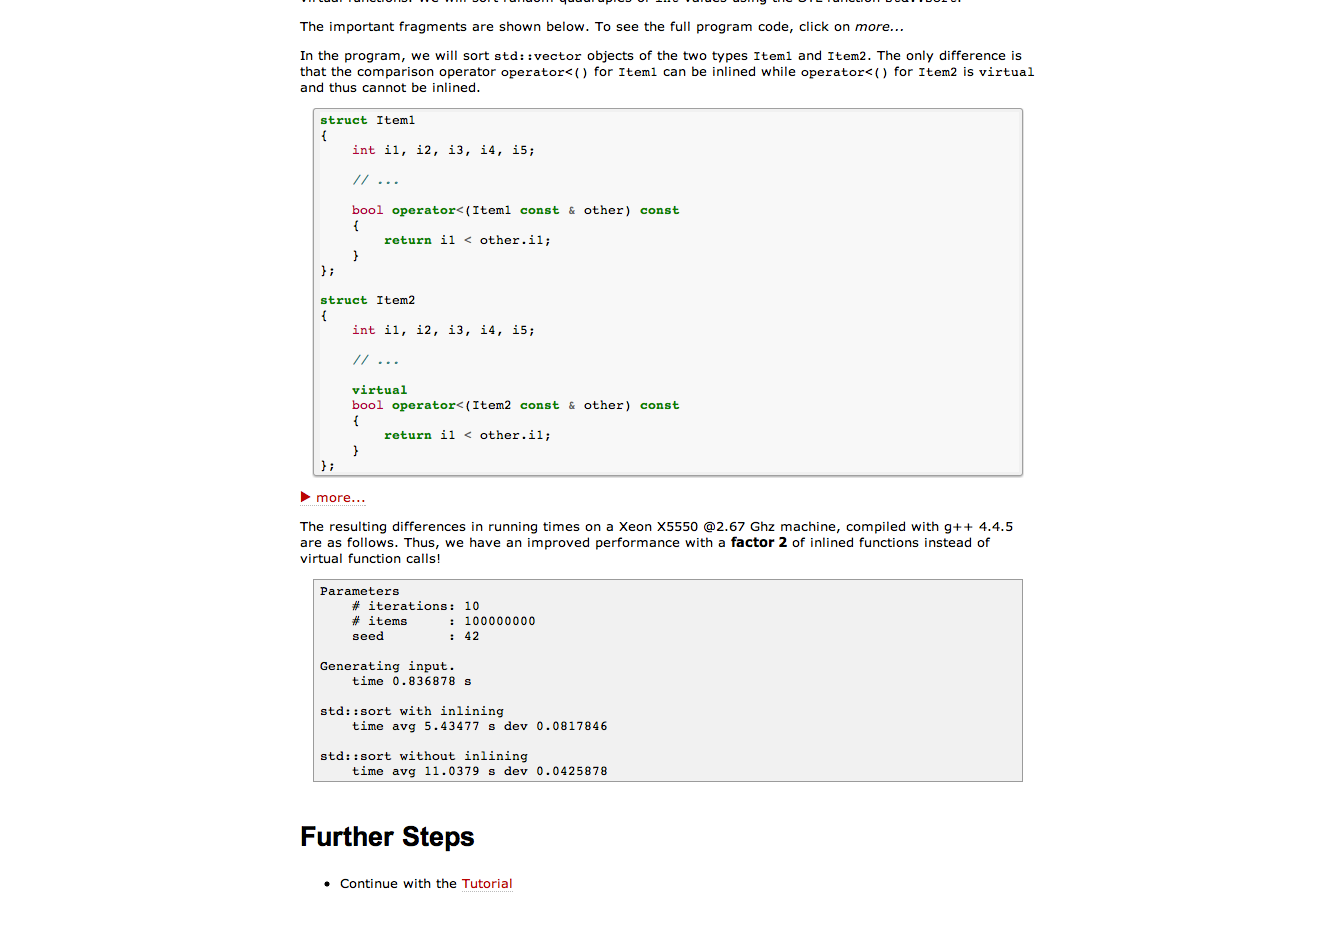 The important fragments are shown below. To see the full program code, click on more...
In the program, we will sort std::vector objects of the two types Item1 and Item2. The only difference is
that the comparison operator operator<() for Item1 can be inlined while operator<() for Item2 is virtual
and thus cannot be inlined.
struct Item1
{
    int i1, i2, i3, i4, i5;
    // ...
    bool operator<(Item1 const & other) const
    {
        return i1 < other.i1;
    }
};
struct Item2
{
    int i1, i2, i3, i4, i5;
    // ...
    virtual
    bool operator<(Item2 const & other) const
    {
        return i1 < other.i1;
    }
};
▶ more...
The resulting differences in running times on a Xeon X5550 @2.67 Ghz machine, compiled with g++ 4.4.5
are as follows. Thus, we have an improved performance with a factor 2 of inlined functions instead of
virtual function calls!
Parameters
    # iterations: 10
    # items     : 100000000
    seed        : 42
Generating input.
    time 0.836878 s
std::sort with inlining
    time avg 5.43477 s dev 0.0817846
std::sort without inlining
    time avg 11.0379 s dev 0.0425878
Further Steps
• Continue with the Tutorial